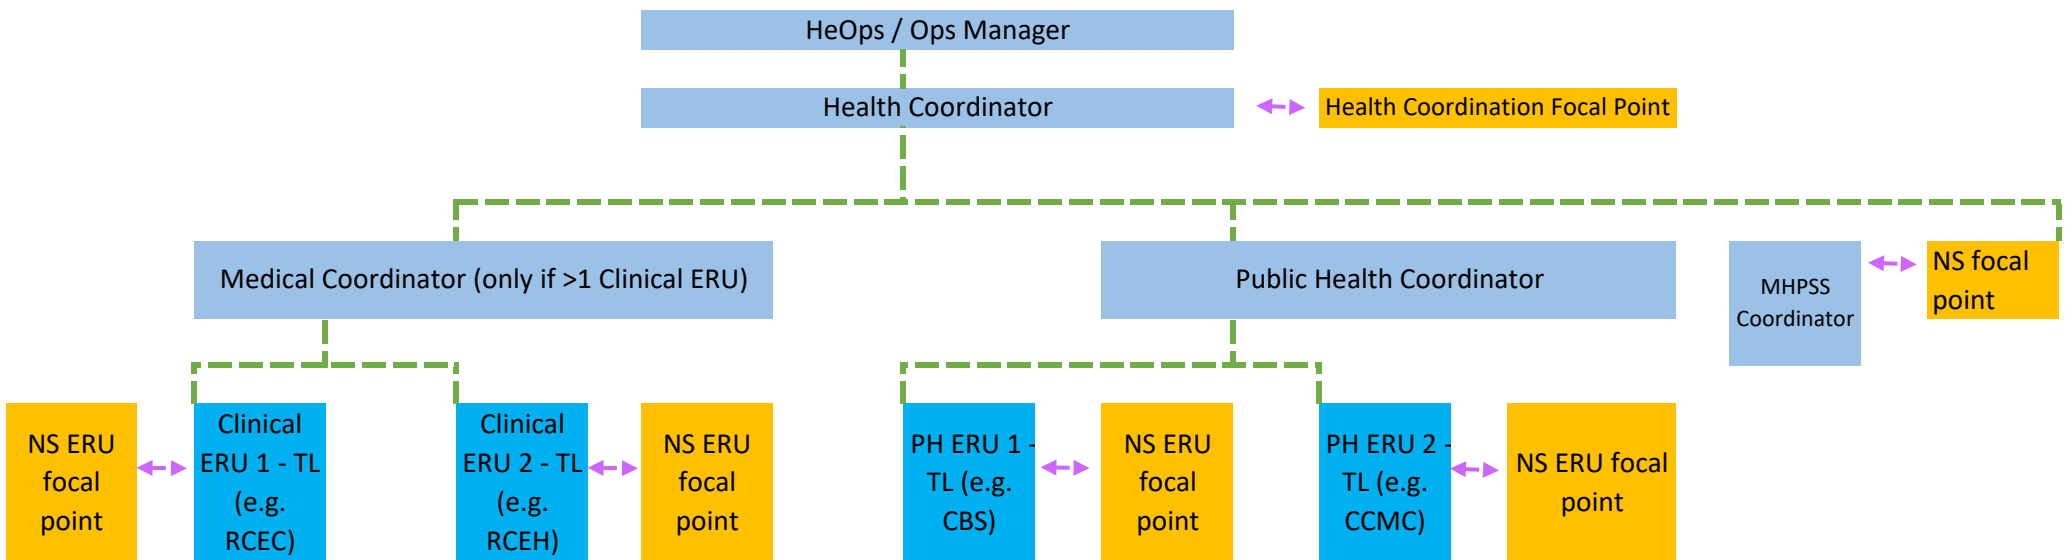 HeOps / Ops Manager
Health Coordinator
Health Coordination Focal Point
Medical Coordinator (only if >1 Clinical ERU)
Public Health Coordinator
MHPSS
Coordinator
NS focal
point
NS ERU
focal
point
Clinical
ERU 1 - TL
(e.g.
RCEC)
Clinical
ERU 2 - TL
(e.g.
RCEH)
NS ERU
focal
point
PH ERU 1 -
TL (e.g.
CBS)
NS ERU
focal
point
PH ERU 2 -
TL (e.g.
CCMC)
NS ERU focal
point